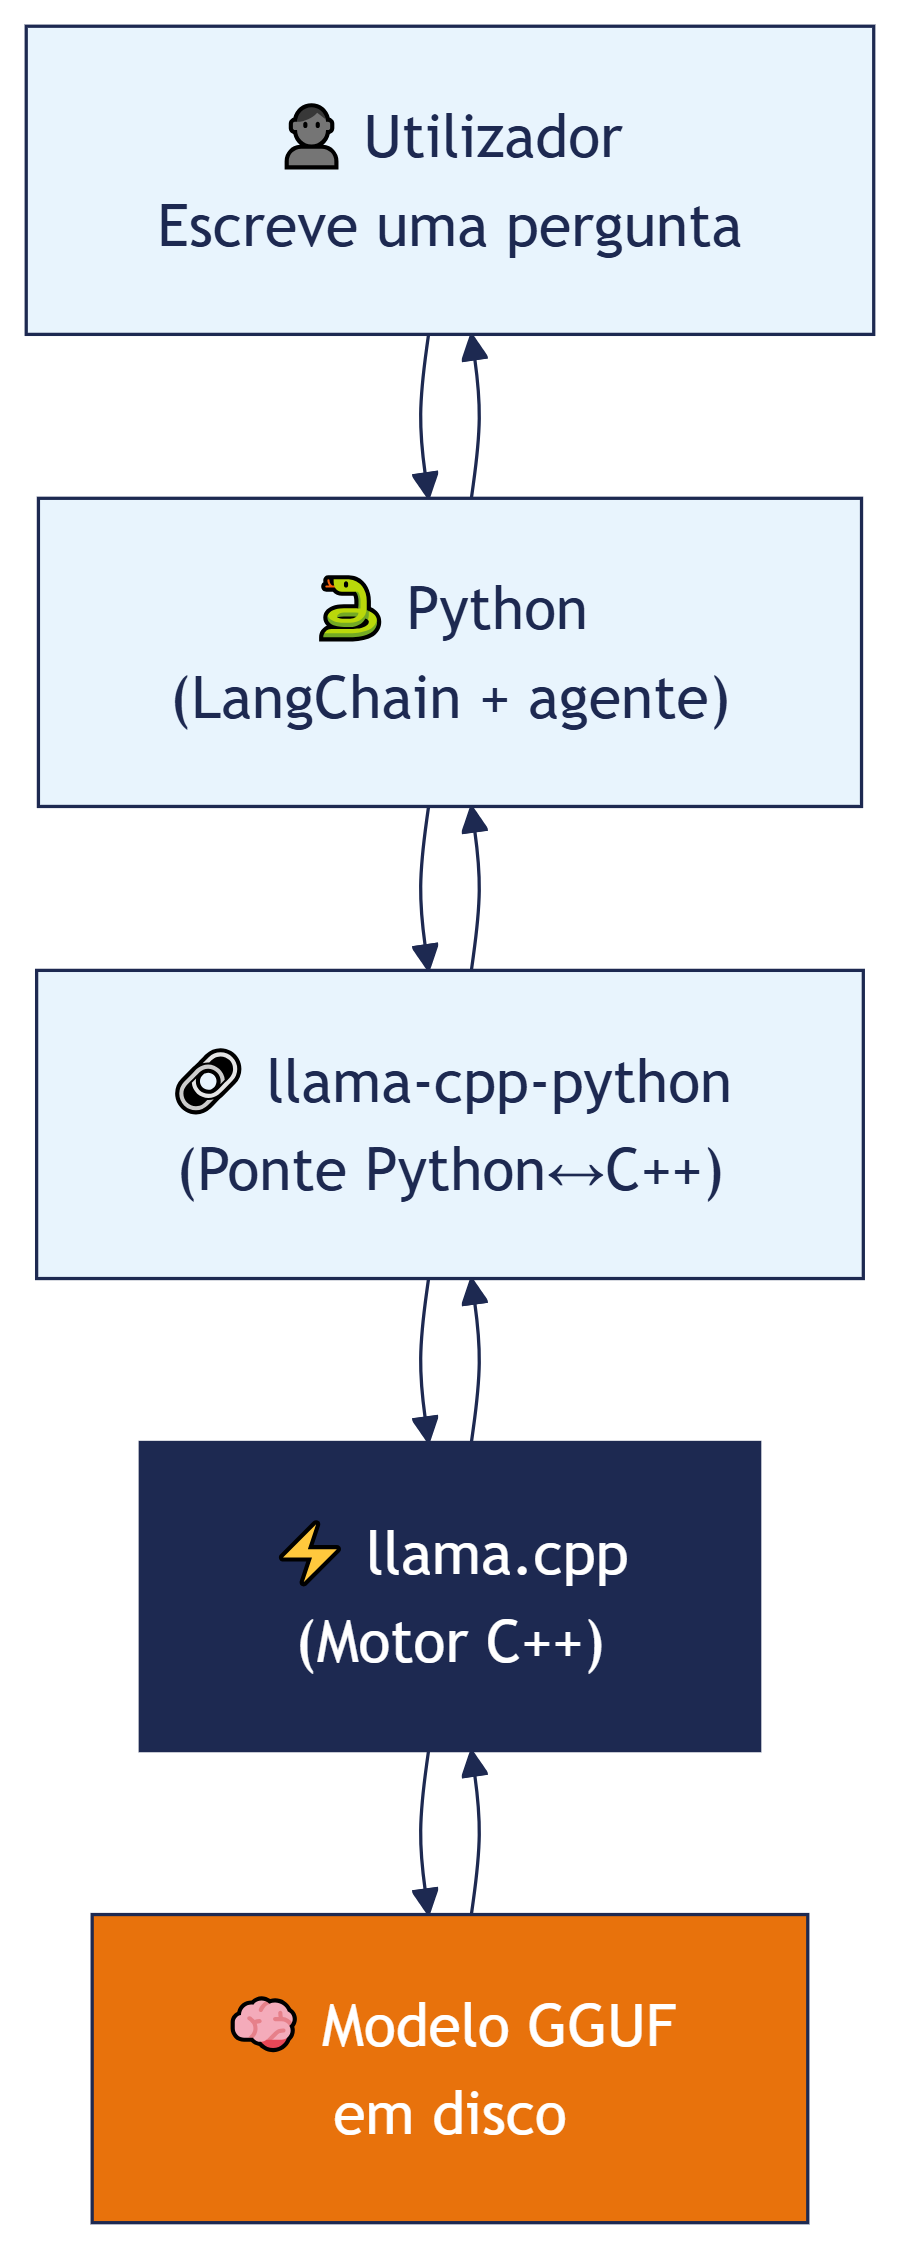 👤 Utilizador
Escreve uma pergunta
🐍 Python
(LangChain + agente)
🔗 llama-cpp-python
(Ponte Python↔C++)
⚡ llama.cpp
(Motor C++)
🧠 Modelo GGUF
em disco